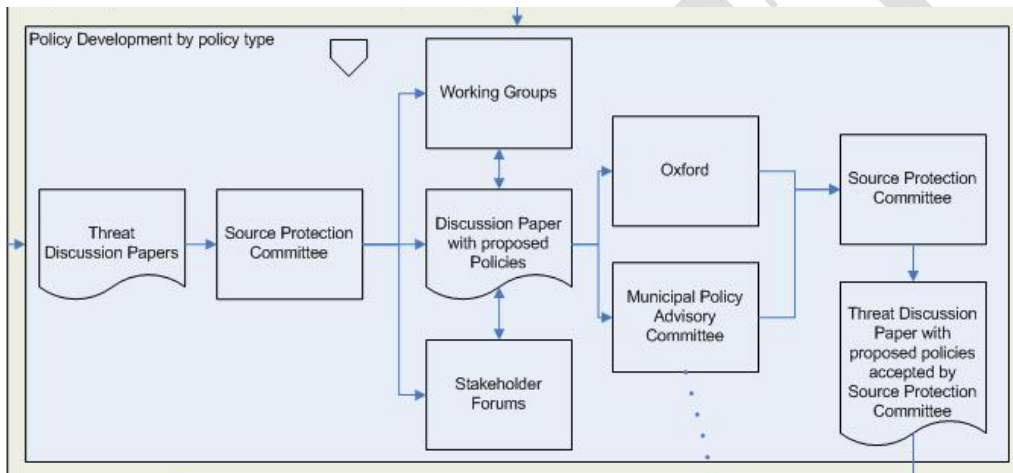 Policy Development by policy type
Working Groups
Oxford
Source Protection
Committee
Threat
Discussion Papers
Source Protection
Committee
Discussion Paper
with proposed
Policies
Municipal Policy
Advisory
Committee
Threat Discussion
Paper with
proposed policies
accepted by
Source Protection
Committee
Stakeholder
Forums